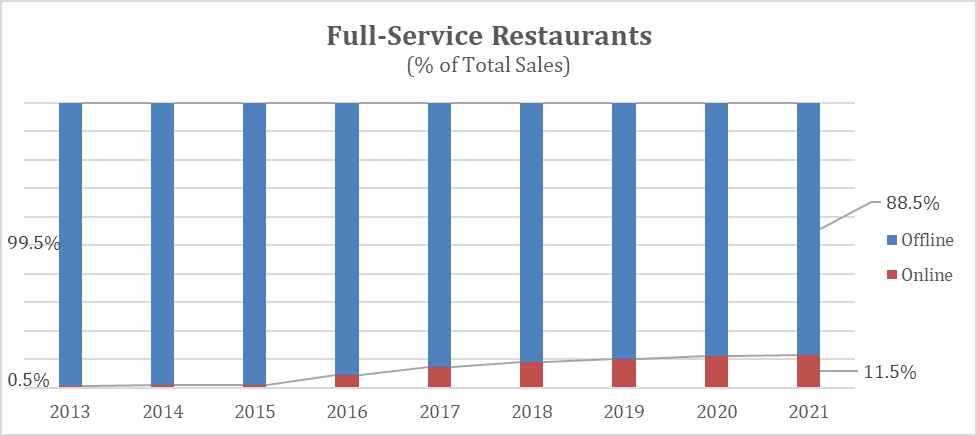 Full-Service Restaurants
(% of Total Sales)
88.5%
Offline
99.5%
Online
11.5%
0.5%
2013 2014 2015 2016 2017 2018 2019 2020 2021